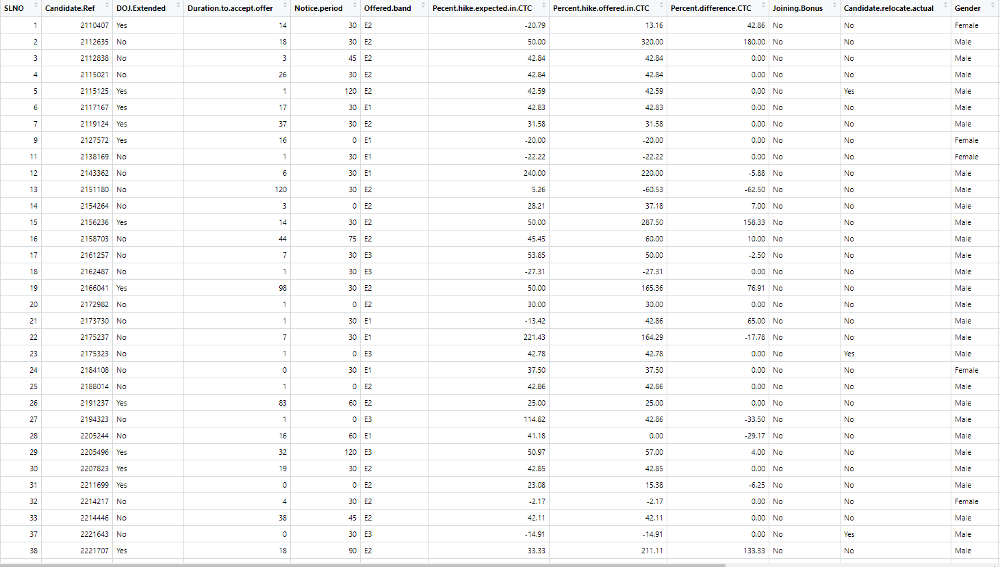 SLNO Candidate.Ref DOJ.Extended Duration.to.accept.offer Notice.period Offered.band Pecent.hike.expected.in.CTC Percent.hike.offered.in.CTC Percent.difference.CTC Joining.Bonus Candidate.relocate.actual Gender
1 2110407 Yes 14 30 E2 -20.79 13.16 42.86 No No Female
2 2112635 No 18 30 E2 50.00 320.00 180.00 No No Male
3 2112838 No 3 45 E2 42.84 42.84 0.00 No No Male
4 2115021 No 26 30 E2 42.84 42.84 0.00 No No Male
5 2115125 Yes 1 120 E2 42.59 42.59 0.00 No Yes Male
6 2117167 Yes 17 30 E1 42.83 42.83 0.00 No No Male
7 2119124 Yes 37 30 E2 31.58 31.58 0.00 No No Male
9 2127572 Yes 16 0 E1 -20.00 -20.00 0.00 No No Female
11 2138169 No 1 30 E1 -22.22 -22.22 0.00 No No Female
12 2143362 No 6 30 E1 240.00 220.00 -5.88 No No Male
13 2151180 No 120 30 E2 5.26 -60.53 -62.50 No No Male
14 2154264 No 3 0 E2 28.21 37.18 7.00 No No Male
15 2156236 Yes 14 30 E2 50.00 287.50 158.33 No No Male
16 2158703 No 44 75 E2 45.45 60.00 10.00 No No Male
17 2161257 No 7 30 E3 53.85 50.00 -2.50 No No Male
18 2162487 No 1 30 E3 -27.31 -27.31 0.00 No No Male
19 2166041 Yes 98 30 E2 50.00 165.36 76.91 No No Male
20 2172982 No 1 0 E2 30.00 30.00 0.00 No No Male
21 2173730 No 1 30 E1 -13.42 42.86 65.00 No No Male
22 2175237 No 7 30 E1 221.43 164.29 -17.78 No No Male
23 2175323 No 1 0 E3 42.78 42.78 0.00 No Yes Male
24 2184108 No 0 30 E1 37.50 37.50 0.00 No No Female
25 2188014 No 1 0 E2 42.86 42.86 0.00 No No Male
26 2191237 Yes 83 60 E2 25.00 25.00 0.00 No No Male
27 2194323 No 1 0 E3 114.82 42.86 -33.50 No No Male
28 2205244 No 16 60 E1 41.18 0.00 -29.17 No No Male
29 2205496 Yes 32 120 E3 50.97 57.00 4.00 No No Male
30 2207823 Yes 19 30 E2 42.85 42.85 0.00 No No Male
31 2211699 Yes 0 0 E2 23.08 15.38 -6.25 No No Male
32 2214217 No 4 30 E2 -2.17 -2.17 0.00 No No Female
33 2214446 No 38 45 E2 42.11 42.11 0.00 No No Male
37 2221643 No 0 30 E3 -14.91 -14.91 0.00 No Yes Male
38 2221707 Yes 18 90 E2 33.33 211.11 133.33 No No Male